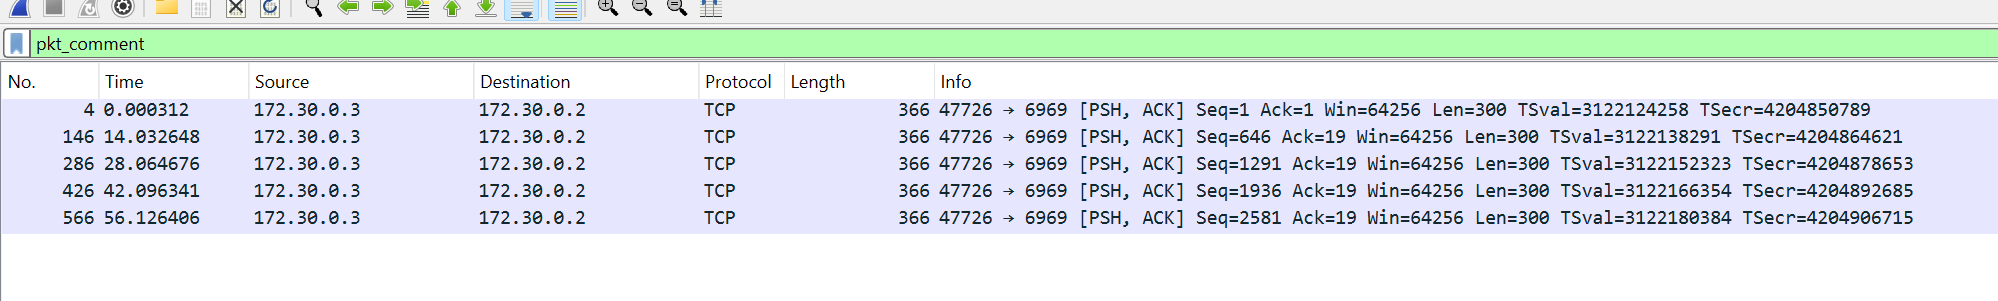 pkt_comment
No. Time Source Destination Protocol Length Info
4 0.000312 172.30.0.3 172.30.0.2 TCP 366 47726 → 6969 [PSH, ACK] Seq=1 Ack=1 Win=64256 Len=300 TSval=3122124258 TSecr=4204850789
146 14.032648 172.30.0.3 172.30.0.2 TCP 366 47726 → 6969 [PSH, ACK] Seq=646 Ack=19 Win=64256 Len=300 TSval=3122138291 TSecr=4204864621
286 28.064676 172.30.0.3 172.30.0.2 TCP 366 47726 → 6969 [PSH, ACK] Seq=1291 Ack=19 Win=64256 Len=300 TSval=3122152323 TSecr=4204878653
426 42.096341 172.30.0.3 172.30.0.2 TCP 366 47726 → 6969 [PSH, ACK] Seq=1936 Ack=19 Win=64256 Len=300 TSval=3122166354 TSecr=4204892685
566 56.126406 172.30.0.3 172.30.0.2 TCP 366 47726 → 6969 [PSH, ACK] Seq=2581 Ack=19 Win=64256 Len=300 TSval=3122180384 TSecr=4204906715